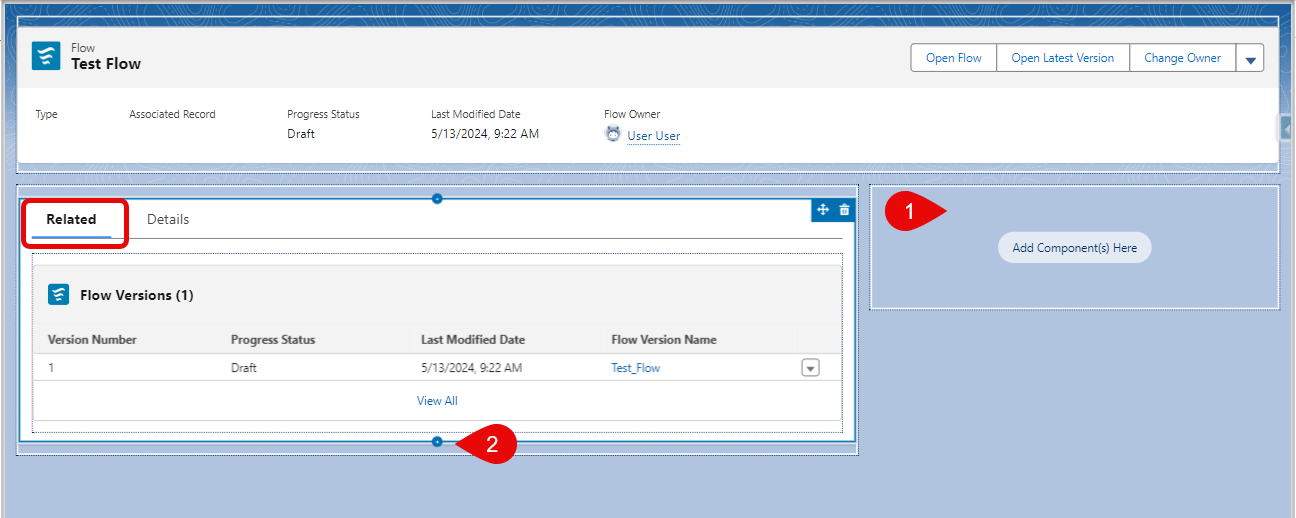 Flow
Test Flow
Open Flow
Open Latest Version
Change Owner
Type
Associated Record
Progress Status
Last Modified Date
Flow Owner
Draft
5/13/2024, 9:22 AM
User User
Related
Details
1
Add Component(s) Here
Flow Versions (1)
Version Number
Progress Status
Last Modified Date
Flow Version Name
1
Draft
5/13/2024, 9:22 AM
Test_Flow
View All
2